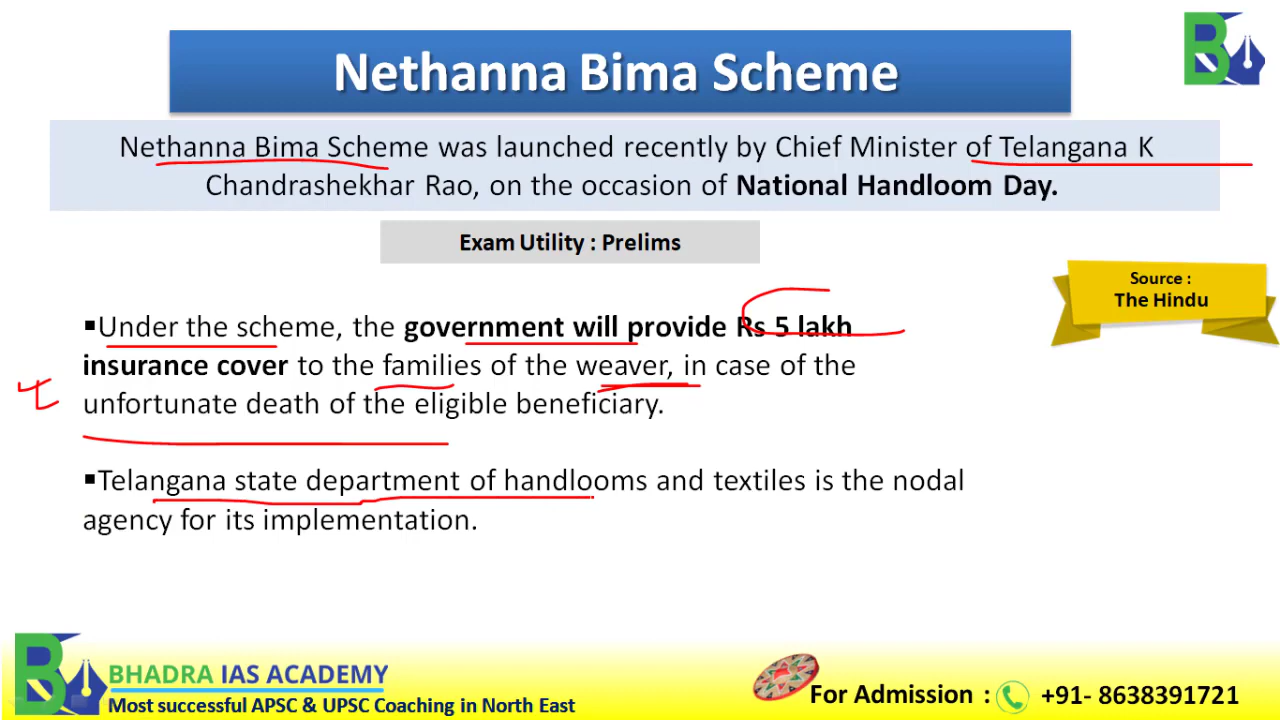 Nethanna Bima Scheme
Nethanna Bima Scheme was launched recently by Chief Minister of Telangana K
Chandrashekhar Rao, on the occasion of National Handloom Day.
Exam Utility : Prelims
Source :
The Hindu
▪Under the scheme, the government will provide Rs 5 lakh
insurance cover to the families of the weaver, in case of the
unfortunate death of the eligible beneficiary.
▪Telangana state department of handlooms and textiles is the nodal
agency for its implementation.
BHADRA IAS ACADEMY
Most successful APSC & UPSC Coaching in North East
For Admission : +91- 8638391721